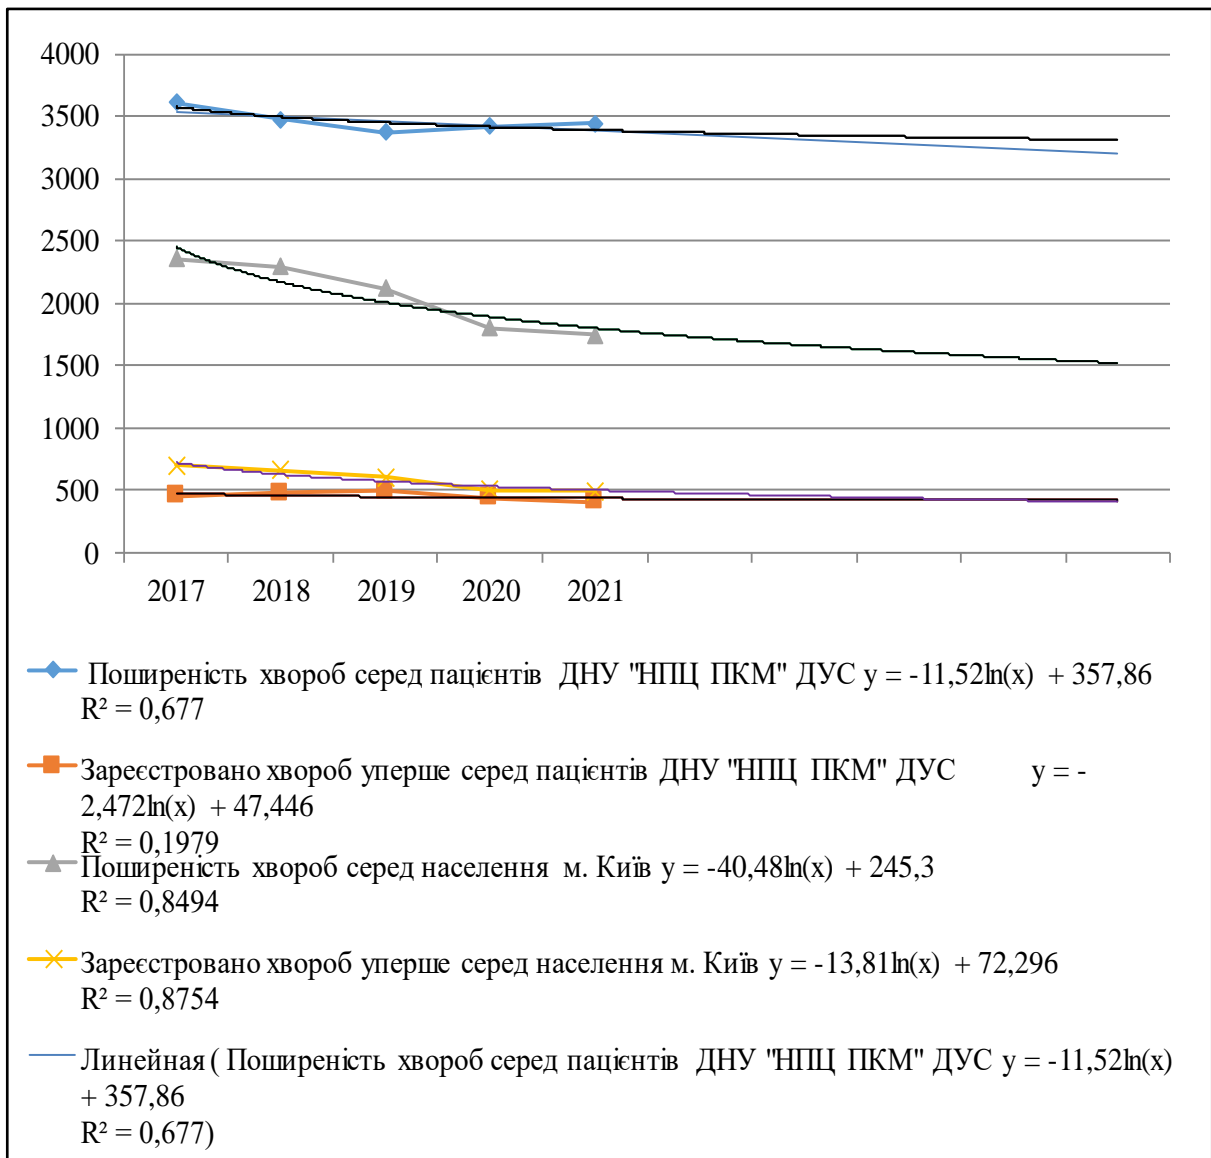 4000
3500
3000
2500
2000
1500
1000
500
0
2017 2018 2019 2020 2021
Поширеність хвороб серед пацієнтів ДНУ "НПЦ ПКМ" ДУС y = -11,52ln(x) + 357,86
R² = 0,677
Зареєстровано хвороб уперше серед пацієнтів ДНУ "НПЦ ПКМ" ДУС y = -
2,472ln(x) + 47,446
R² = 0,1979
Поширеність хвороб серед населення м. Київ y = -40,48ln(x) + 245,3
R² = 0,8494
Зареєстровано хвороб уперше серед населення м. Київ y = -13,81ln(x) + 72,296
R² = 0,8754
Линейная ( Поширеність хвороб серед пацієнтів ДНУ "НПЦ ПКМ" ДУС y = -11,52ln(x)
+ 357,86
R² = 0,677)